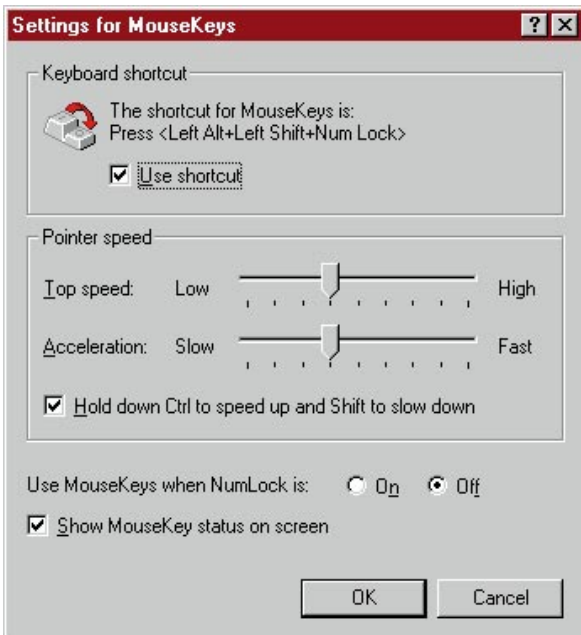 Settings for MouseKeys
Keyboard shortcut
The shortcut for MouseKeys is:
Press <Left Alt+Left Shift+Num Lock>
Use shortcut
Pointer speed
Top speed: Low High
Acceleration: Slow Fast
Hold down Ctrl to speed up and Shift to slow down
Use MouseKeys when NumLock is: On Off
Show MouseKey status on screen
OK Cancel